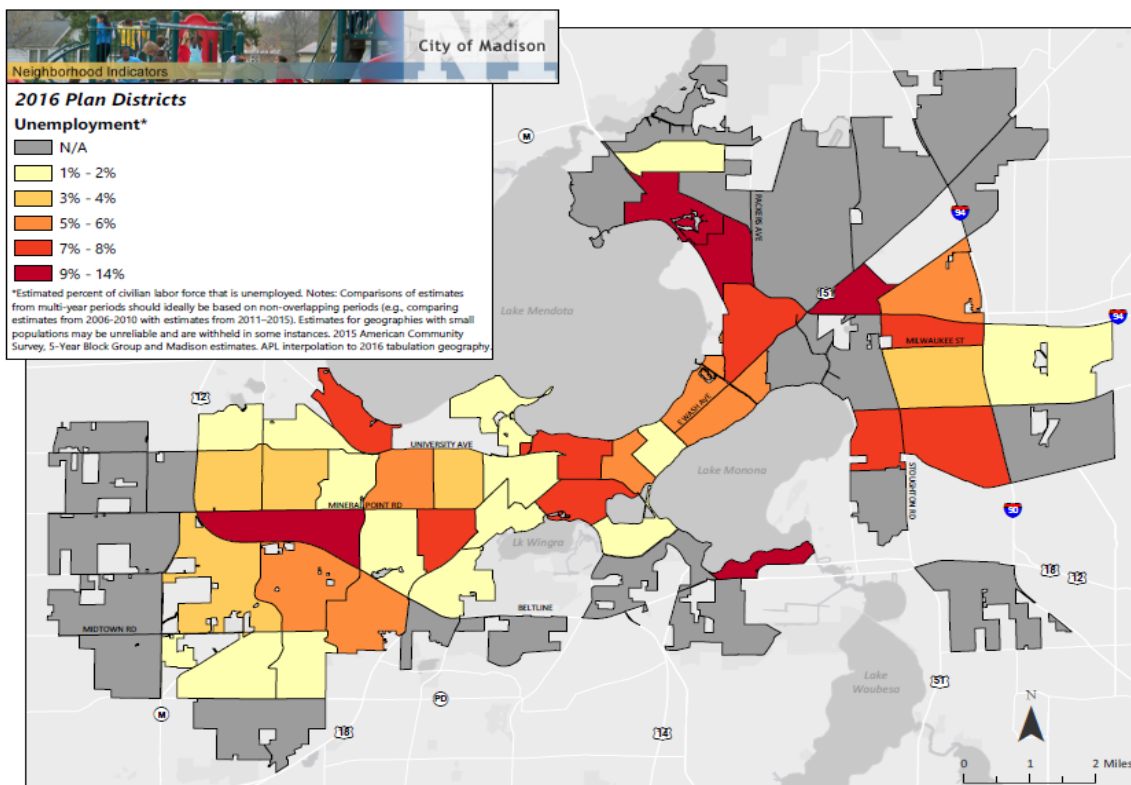 City of Madison
Neighborhood Indicators
2016 Plan Districts
Unemployment*
N/A
1% - 2%
3% - 4%
5% - 6%
7% - 8%
9% - 14%
*Estimated percent of civilian labor force that is unemployed. Notes: Comparisons of estimates
from multi-year periods should ideally be based on non-overlapping periods (e.g., comparing
estimates from 2006-2010 with estimates from 2011–2015). Estimates for geographies with small
populations may be unreliable and are withheld in some instances. 2015 American Community
Survey, 5-Year Block Group and Madison estimates. APL interpolation to 2016 tabulation geography.
M
PACKERS AVE
94
Lake Mendota
MILWAUKEE ST
94
12
E WASH AVE
UNIVERSITY AVE
Lake Monona
STOUGHTON RD
MINERAL POINT RD
90
Lk Wingra
18
12
BELTLINE
MIDTOWN RD
Lake
Waubesa
51
PD
M
18
14
N
0 1 2 Miles